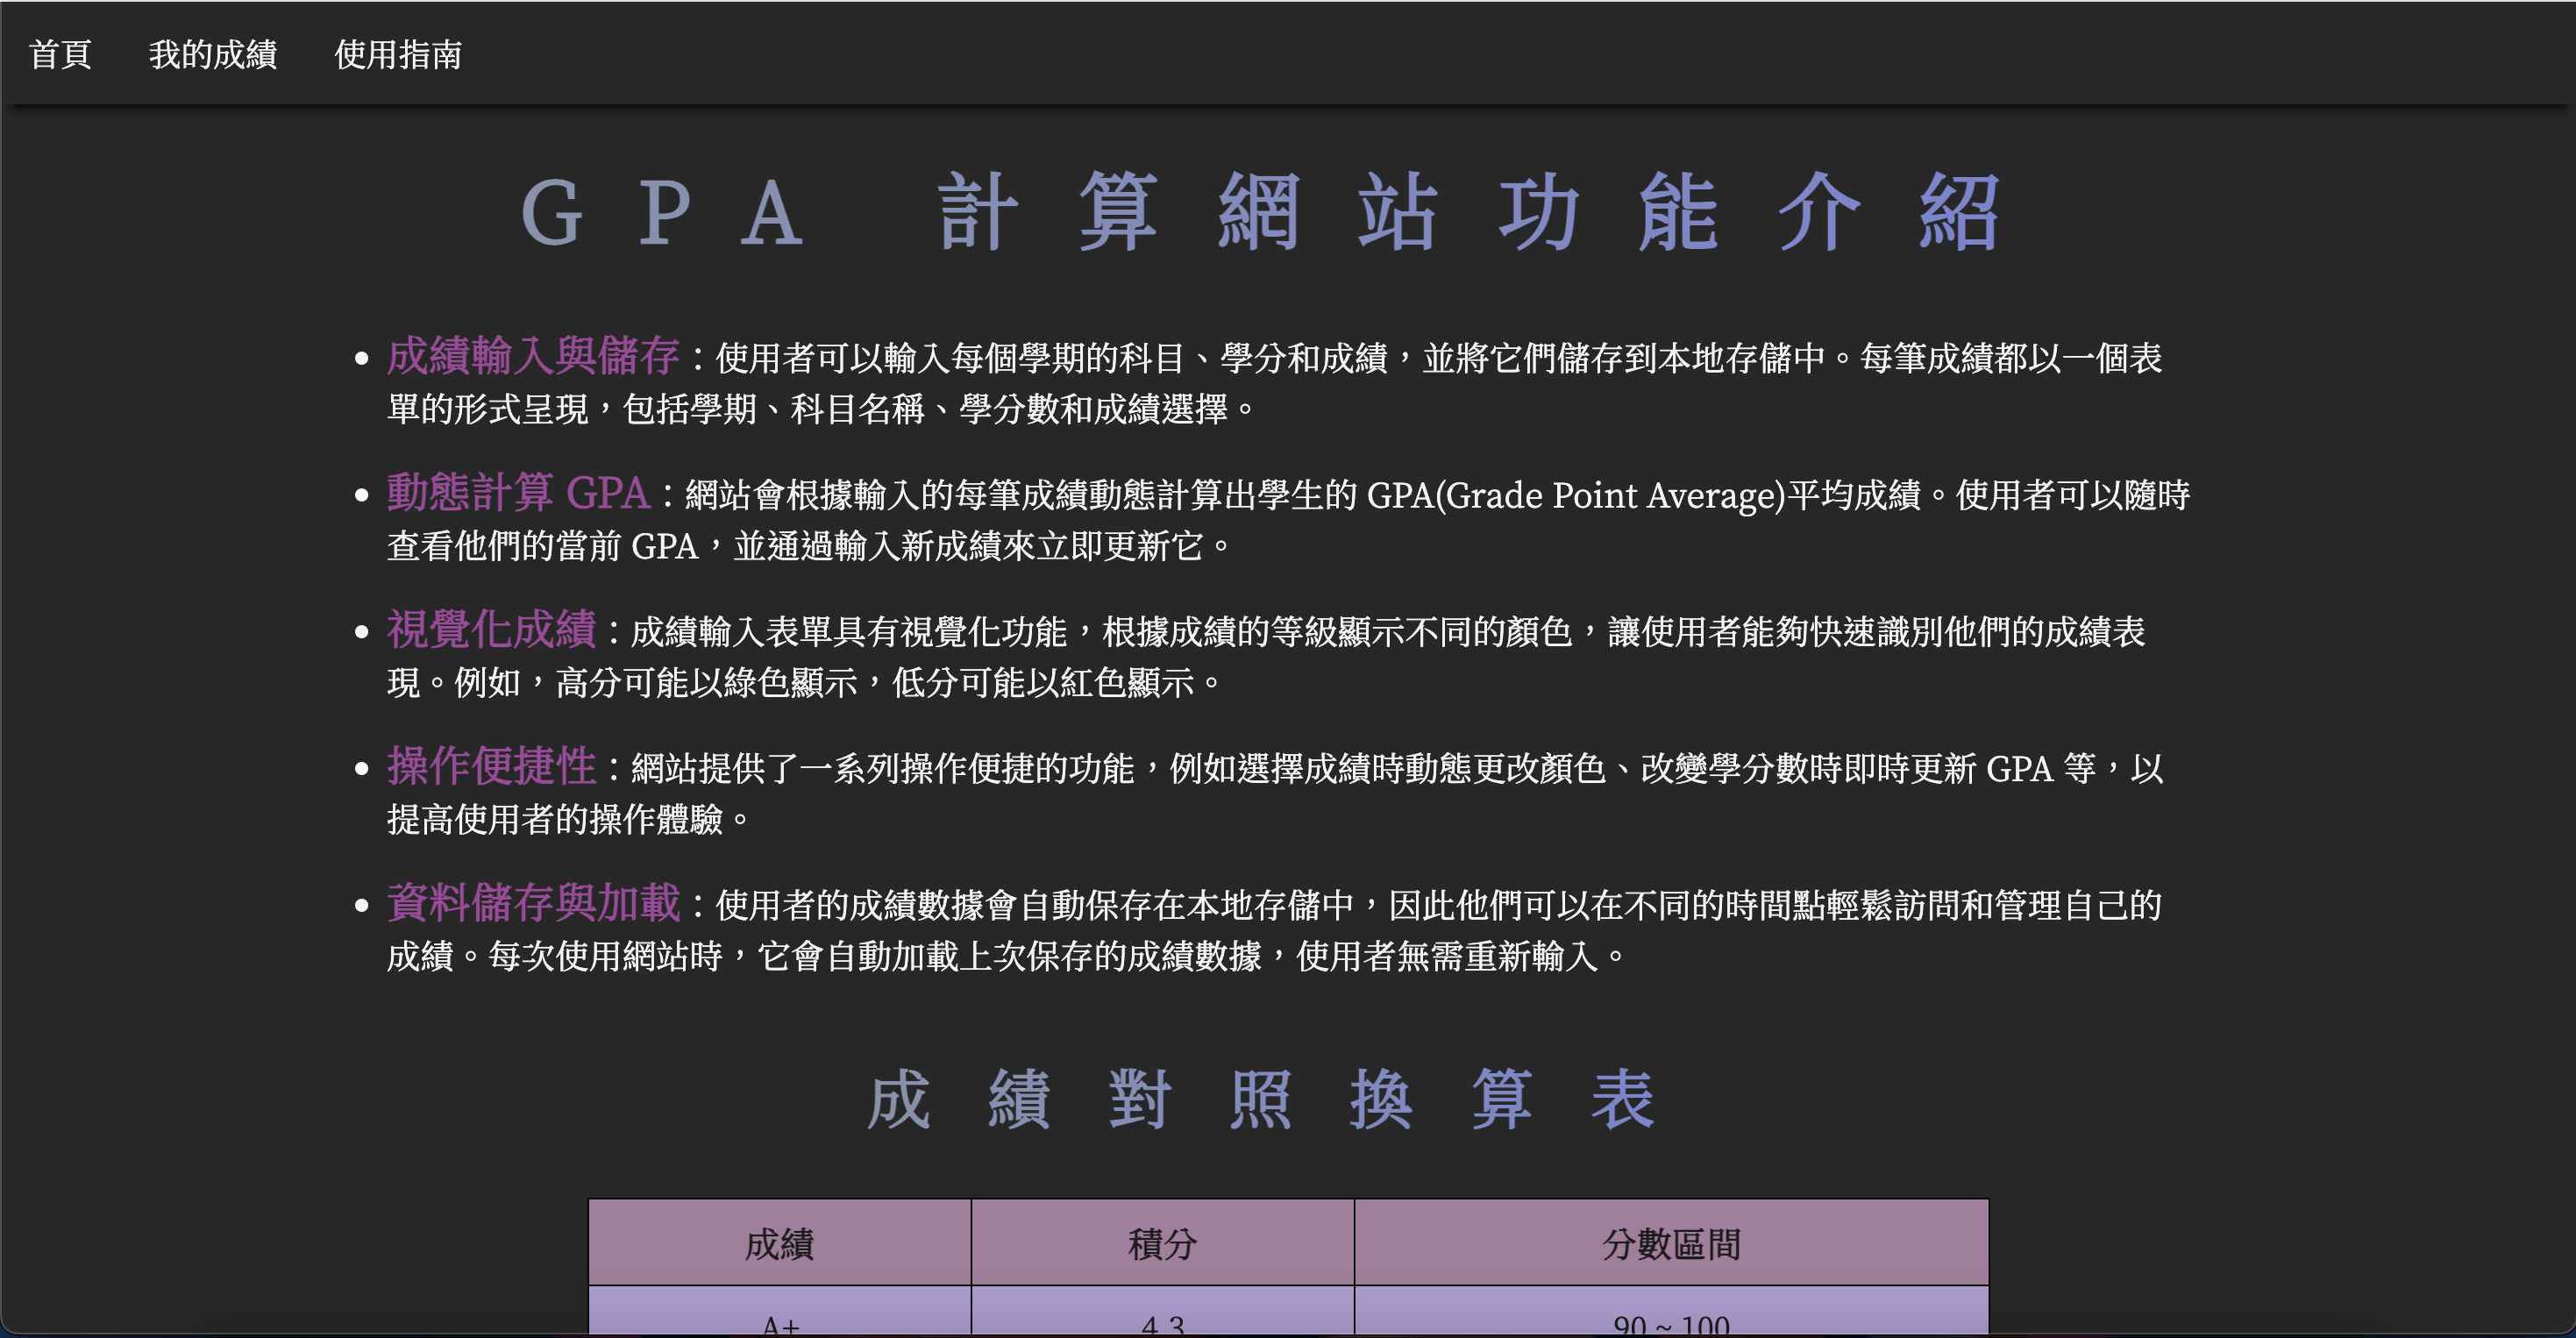 首頁 我的成績 使用指南
GPA 計算網站功能介紹
成績輸入與儲存：使用者可以輸入每個學期的科目、學分和成績，並將它們儲存到本地存儲中。每筆成績都以一個表
單的形式呈現，包括學期、科目名稱、學分數和成績選擇。
動態計算 GPA：網站會根據輸入的每筆成績動態計算出學生的 GPA(Grade Point Average)平均成績。使用者可以隨時
查看他們的當前 GPA，並通過輸入新成績來立即更新它。
視覺化成績：成績輸入表單具有視覺化功能，根據成績的等級顯示不同的顏色，讓使用者能夠快速識別他們的成績表
現。例如，高分可能以綠色顯示，低分可能以紅色顯示。
操作便捷性：網站提供了一系列操作便捷的功能，例如選擇成績時動態更改顏色、改變學分數時即時更新 GPA 等，以
提高使用者的操作體驗。
資料儲存與加載：使用者的成績數據會自動保存在本地存儲中，因此他們可以在不同的時間點輕鬆訪問和管理自己的
成績。每次使用網站時，它會自動加載上次保存的成績數據，使用者無需重新輸入。
成績對照換算表
成績 積分 分數區間
A+ 4.3 90 ~ 100